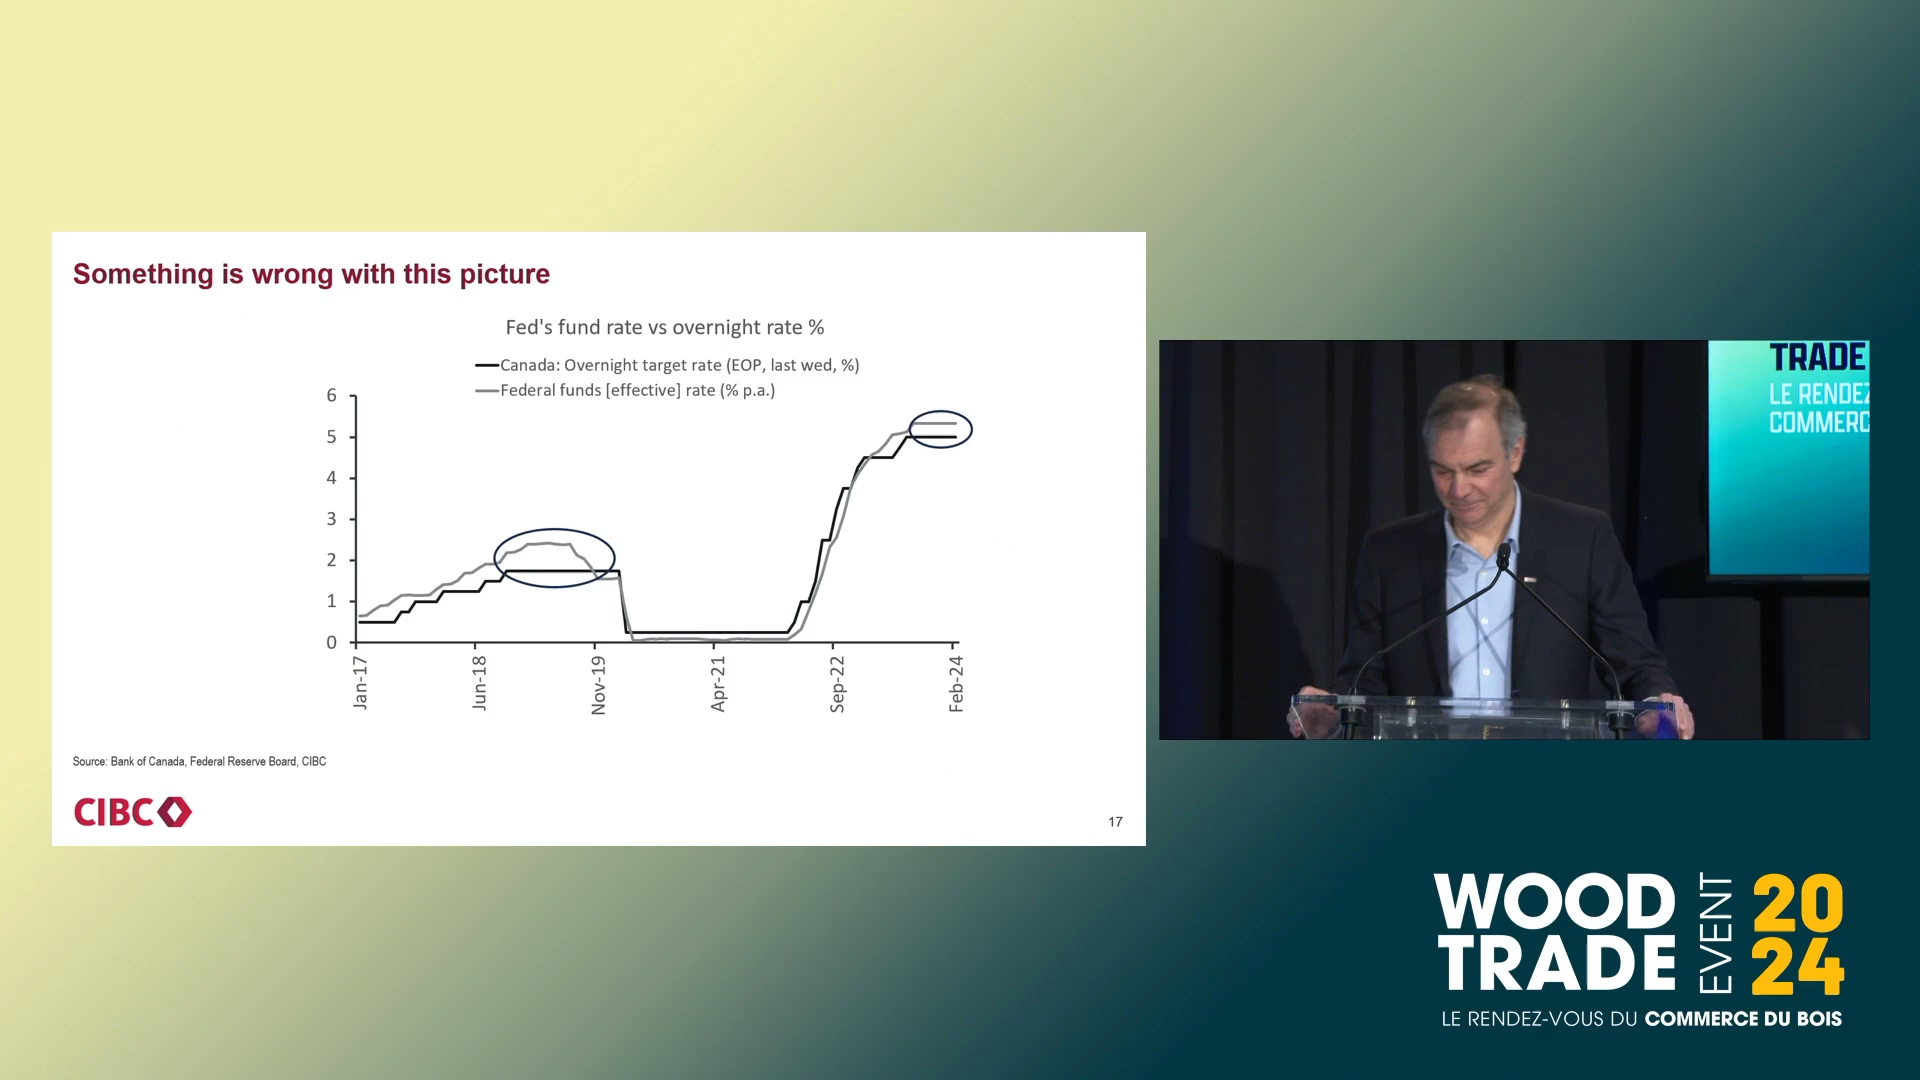 Something is wrong with this picture
Fed's fund rate vs overnight rate %
Canada: Overnight target rate (EOP, last wed, %)
Federal funds [effective] rate (% p.a.)
6
5
4
3
2
1
0
Jan-17
Jun-18
Nov-19
Apr-21
Sep-22
Feb-24
Source: Bank of Canada, Federal Reserve Board, CIBC
CIBC
17
TRADE
LE RENDEZ
COMMERC
WOOD
TRADE
EVENT
20
24
LE RENDEZ-VOUS DU COMMERCE DU BOIS